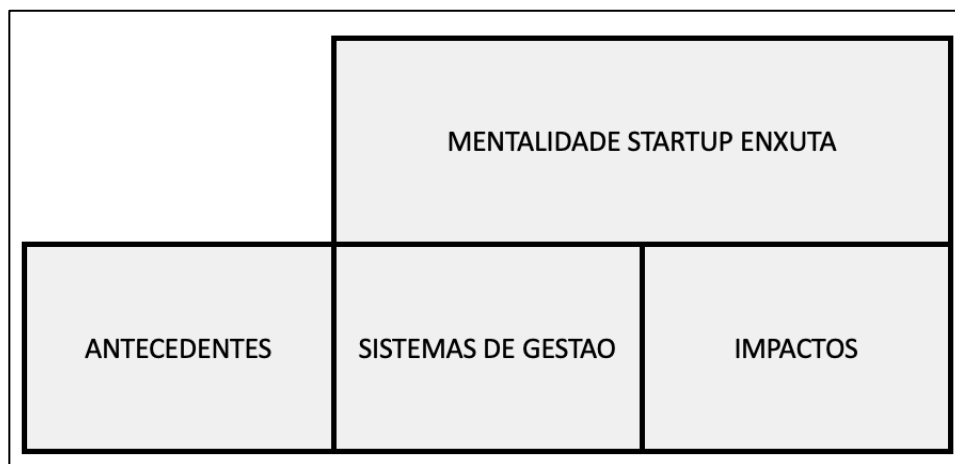 MENTALIDADE STARTUP ENXUTA
ANTECEDENTES
SISTEMAS DE GESTAO
IMPACTOS